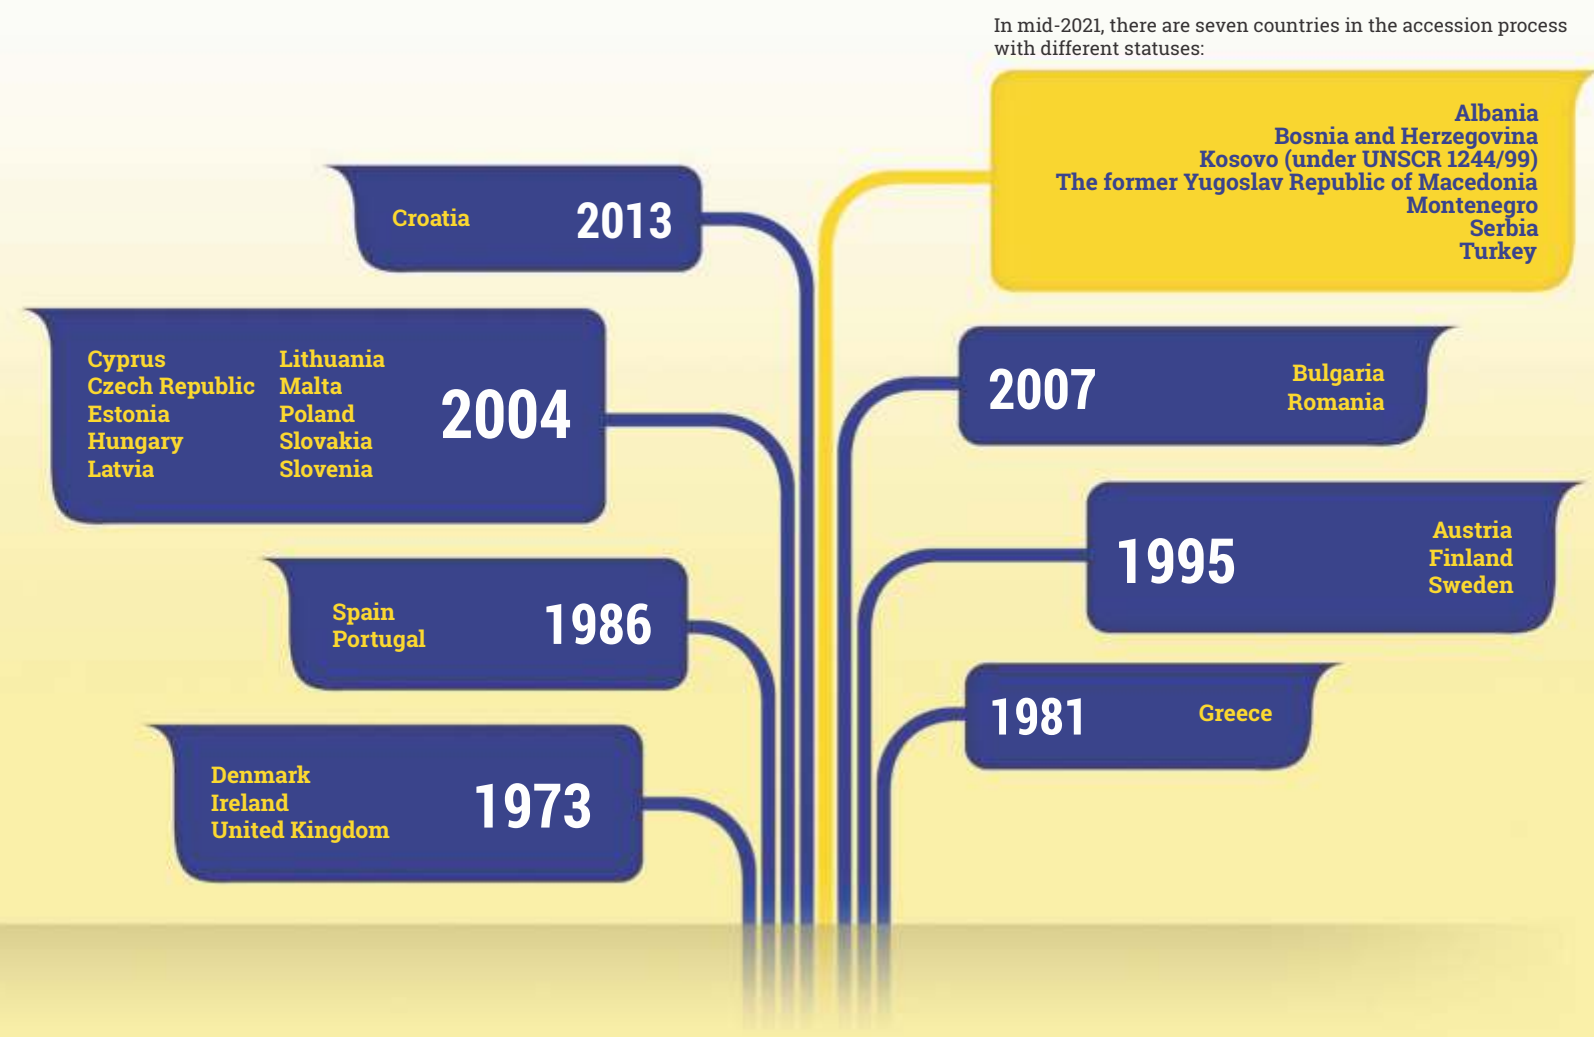 In mid-2021, there are seven countries in the accession process
with different statuses:
Albania
Bosnia and Herzegovina
Kosovo (under UNSCR 1244/99)
The former Yugoslav Republic of Macedonia
Montenegro
Serbia
Turkey
Croatia 2013
Cyprus
Czech Republic
Estonia
Hungary
Latvia
Lithuania
Malta
Poland
Slovakia
Slovenia
2004
2007
Bulgaria
Romania
1995
Austria
Finland
Sweden
Spain
Portugal
1986
1981 Greece
Denmark
Ireland
United Kingdom
1973